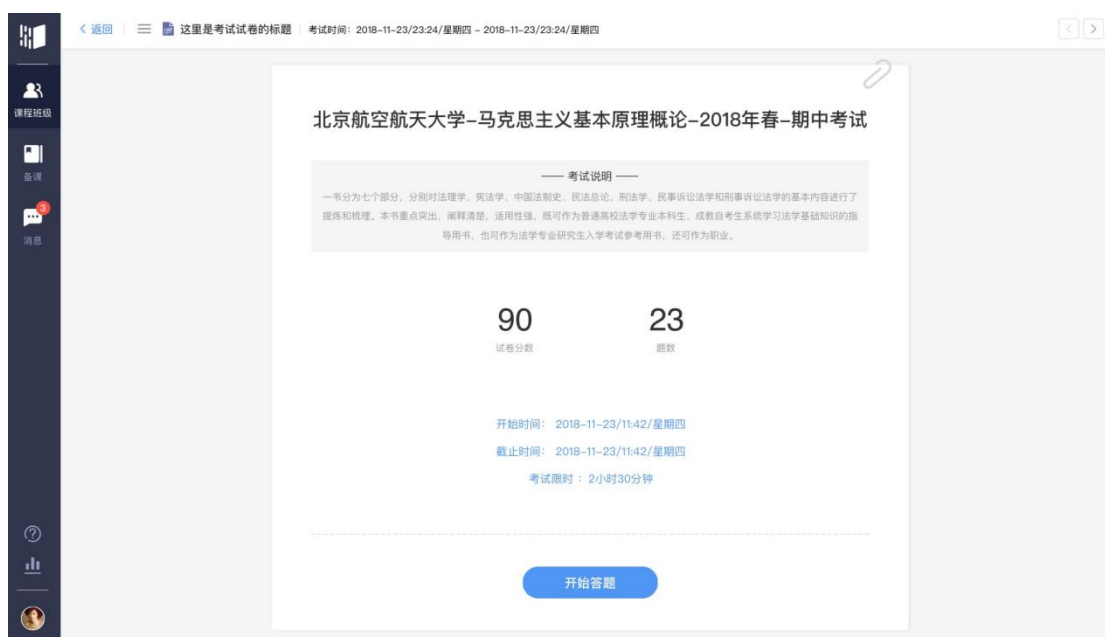 返回
这里是考试试卷的标题
考试时间：2018-11-23/23:24/星期四 - 2018-11-23/23:24/星期四
课程班级
备课
3
消息
北京航空航天大学-马克思主义基本原理概论-2018年春-期中考试
—— 考试说明 ——
一书分为七个部分，分别对法理学、宪法学、中国法制史、民法总论、刑法学、民事诉讼法学和刑事诉讼法学的基本内容进行了
提炼和梳理。本书重点突出，阐释清楚，适用性强，既可作为普通高校法学专业本科生、成教自考生系统学习法学基础知识的指
导用书，也可作为法学专业研究生入学考试参考用书，还可作为职业。
90
试卷分数
23
题数
开始时间： 2018-11-23/11:42/星期四
截止时间： 2018-11-23/11:42/星期四
考试限时 ：2小时30分钟
开始答题